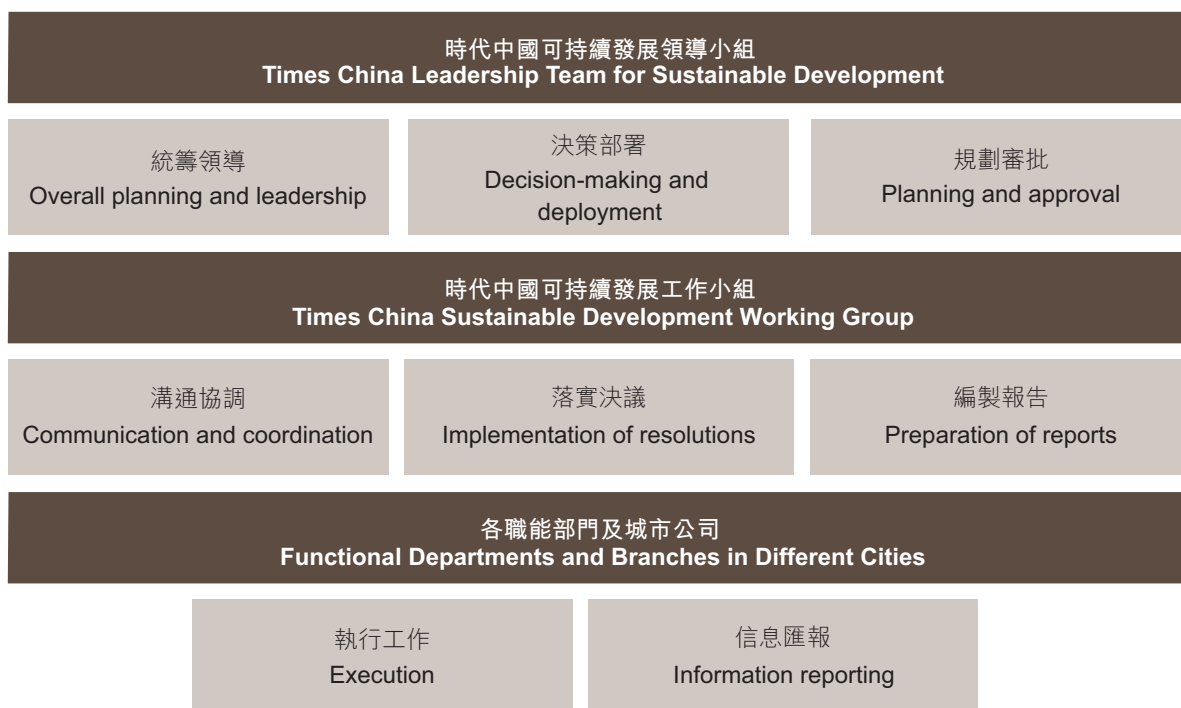 時代中國可持續發展領導小組
Times China Leadership Team for Sustainable Development
統籌領導
Overall planning and leadership
決策部署
Decision-making and
deployment
規劃審批
Planning and approval
時代中國可持續發展工作小組
Times China Sustainable Development Working Group
溝通協調
Communication and coordination
落實決議
Implementation of resolutions
編製報告
Preparation of reports
各職能部門及城市公司
Functional Departments and Branches in Different Cities
執行工作
Execution
信息匯報
Information reporting